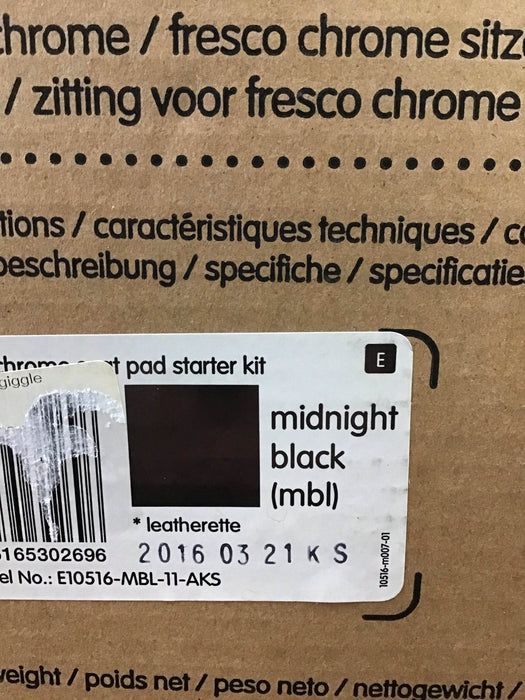 chrome / fresco chrome sitz
/ zitting voor fresco chrome
tions / caractéristiques techniques / c
beschreibung / specifiche / specificatie
chrome seat pad starter kit
E
giggle
midnight
black
(mbl)
* leatherette
165302696
2016 03 21 K S
el No.: E10516-MBL-11-AKS
10516-m007-01
weight / poids net / peso neto / nettogewicht /